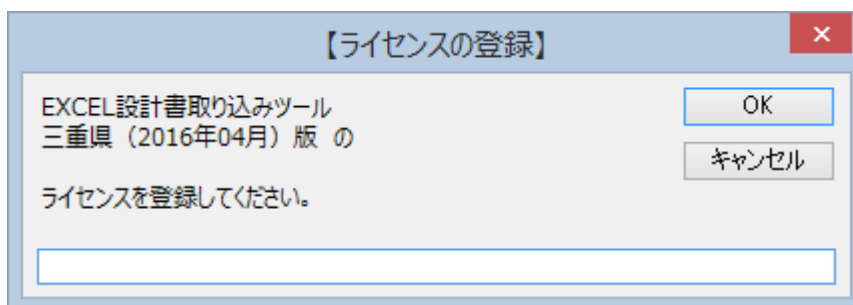 【ライセンスの登録】
EXCEL設計書取り込みツール
三重県（2016年04月）版 の
ライセンスを登録してください。
OK
キャンセル